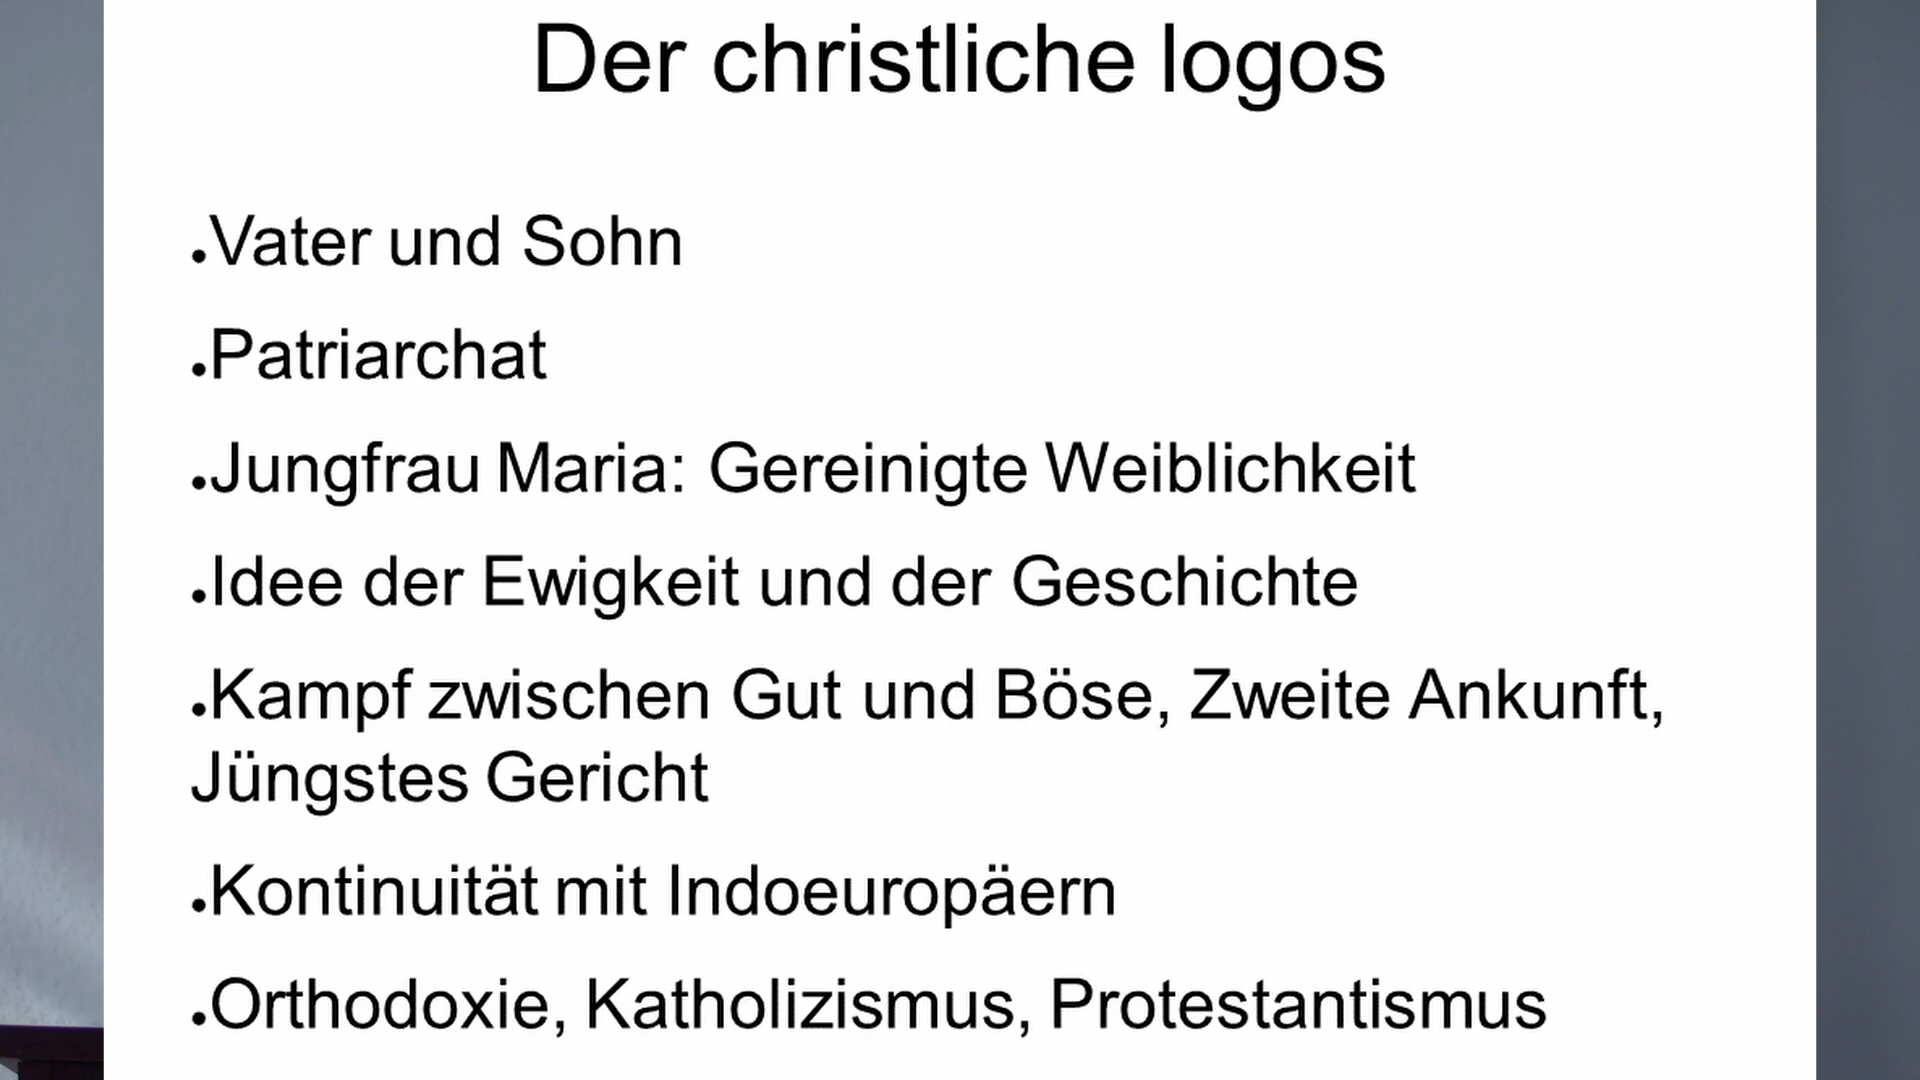 Der christliche logos
•Vater und Sohn
•Patriarchat
•Jungfrau Maria: Gereinigte Weiblichkeit
•Idee der Ewigkeit und der Geschichte
•Kampf zwischen Gut und Böse, Zweite Ankunft,
Jüngstes Gericht
•Kontinuität mit Indoeuropäern
•Orthodoxie, Katholizismus, Protestantismus